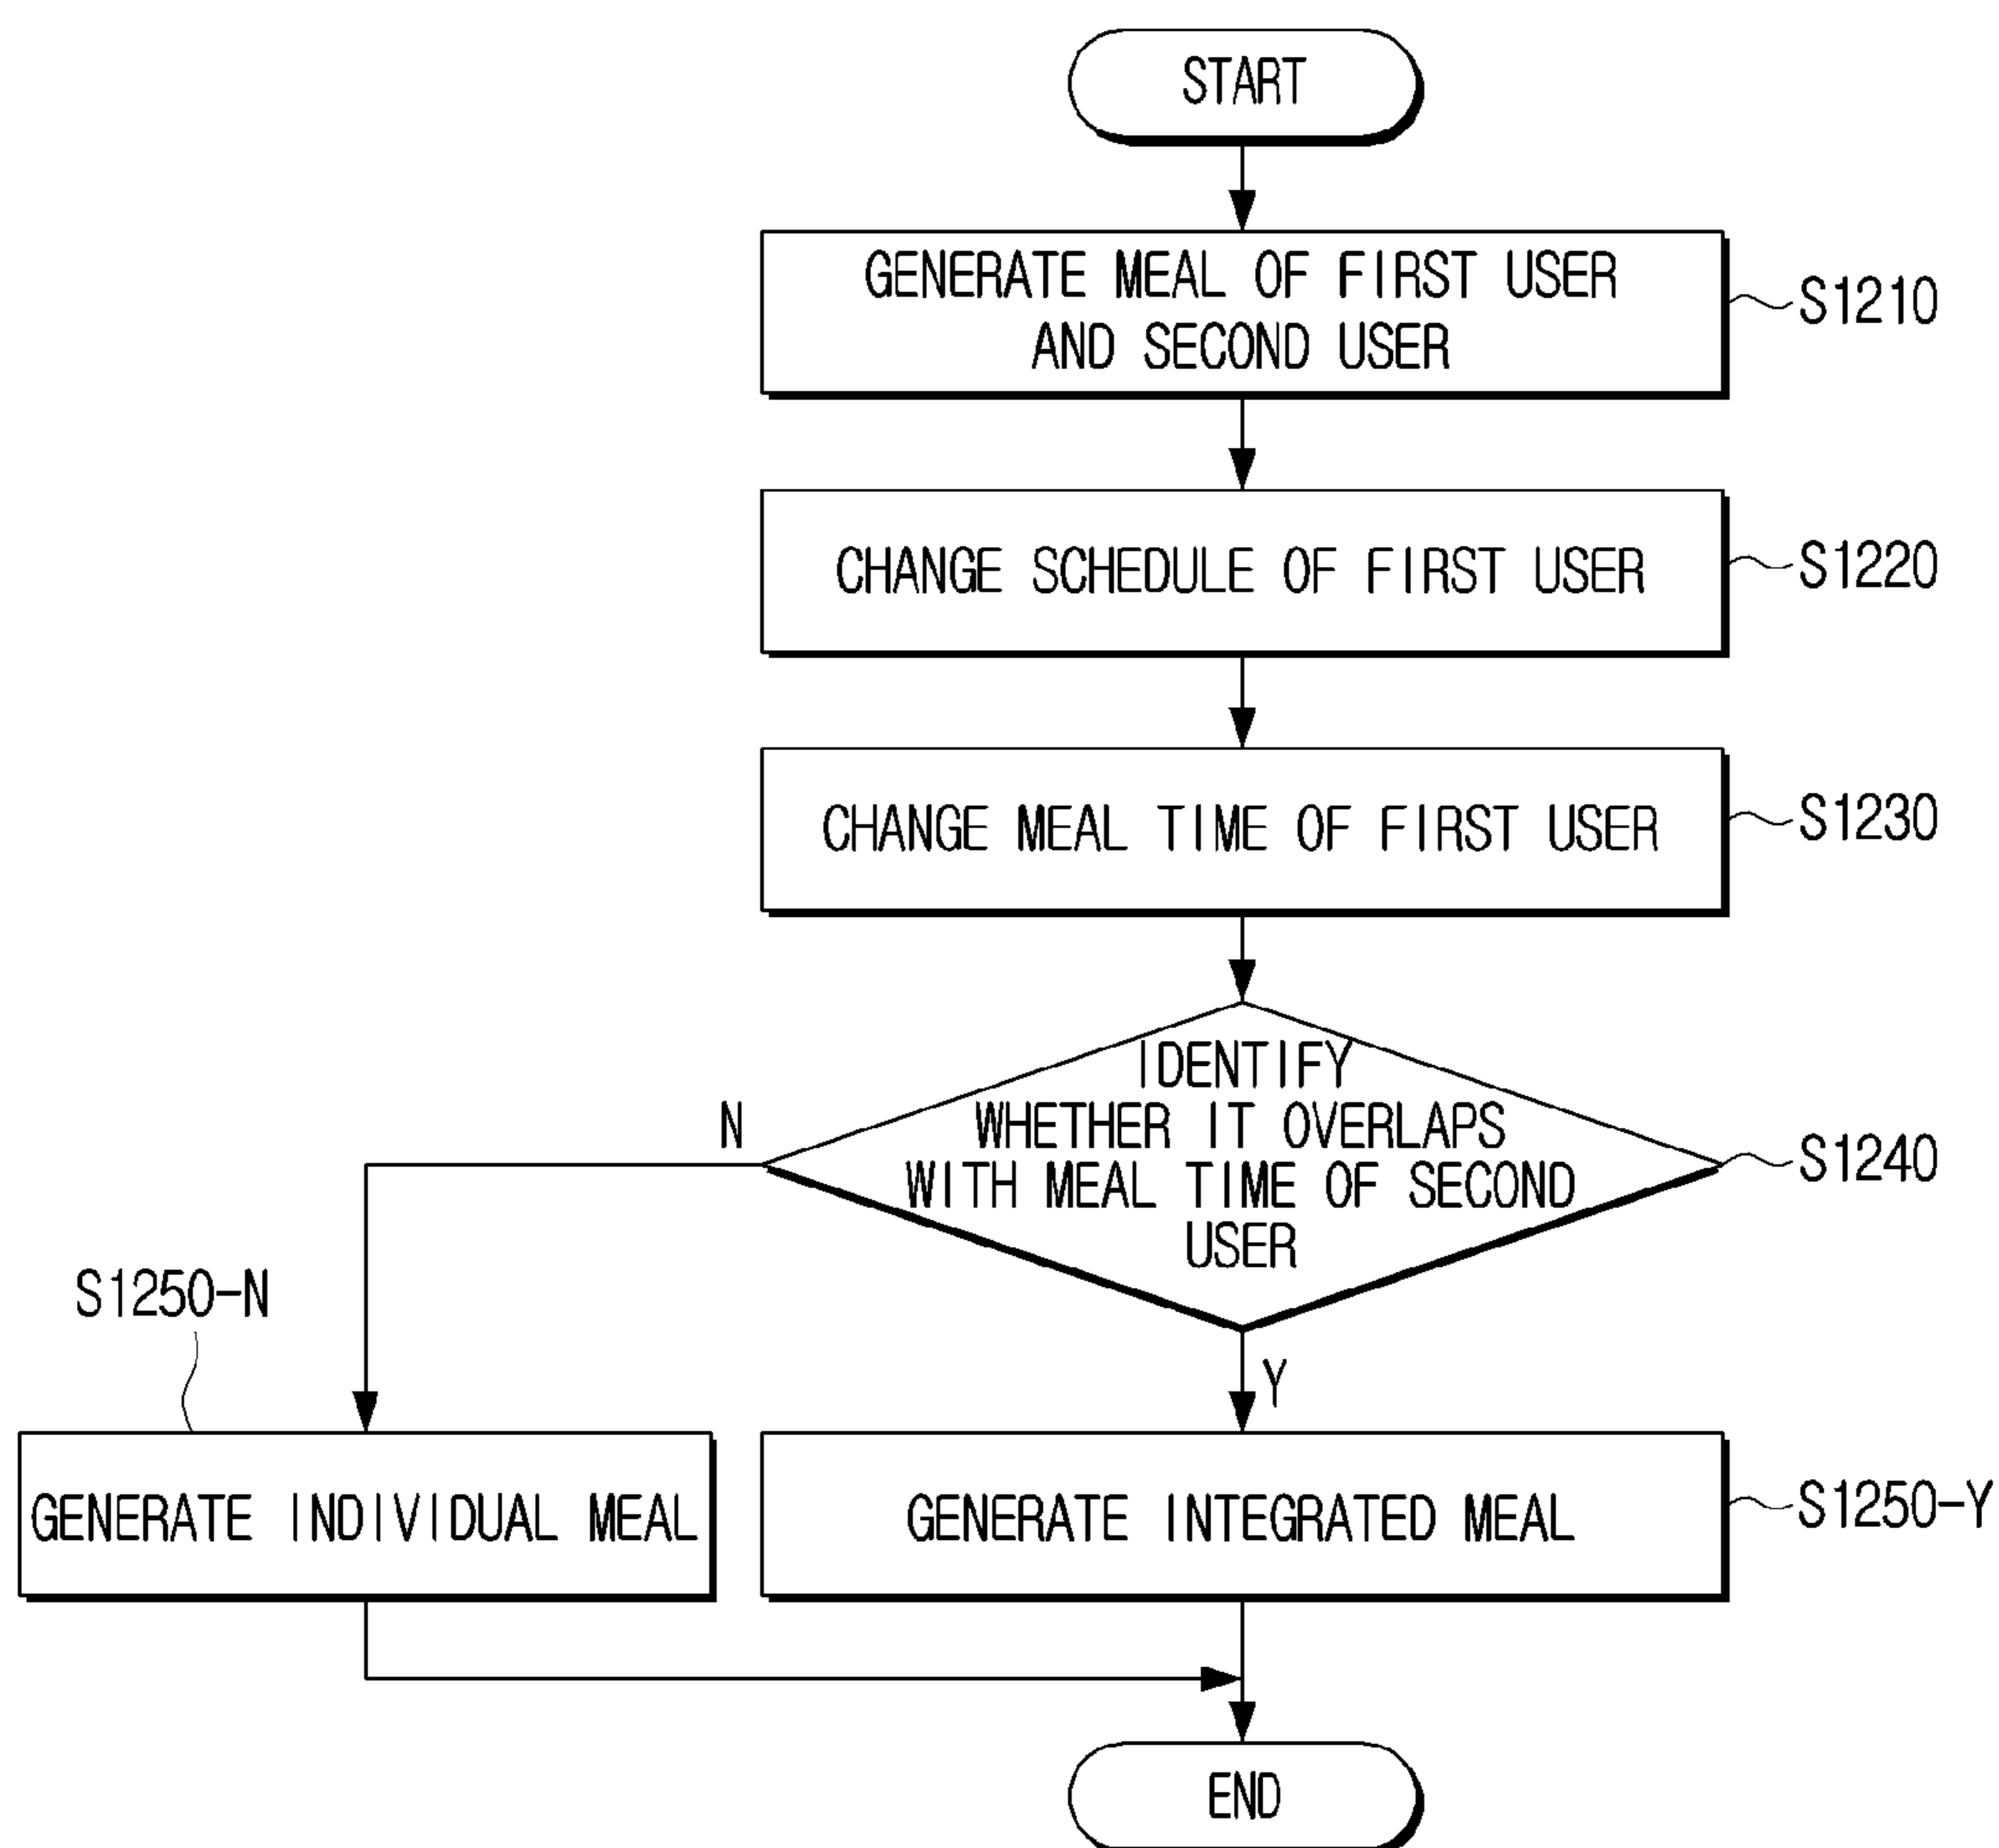 START
GENERATE MEAL OF FIRST USER
AND SECOND USER
S1210
CHANGE SCHEDULE OF FIRST USER
S1220
CHANGE MEAL TIME OF FIRST USER
S1230
IDENTIFY
WHETHER IT OVERLAPS
WITH MEAL TIME OF SECOND
USER
S1240
N
Y
S1250-N
GENERATE INDIVIDUAL MEAL
GENERATE INTEGRATED MEAL
S1250-Y
END